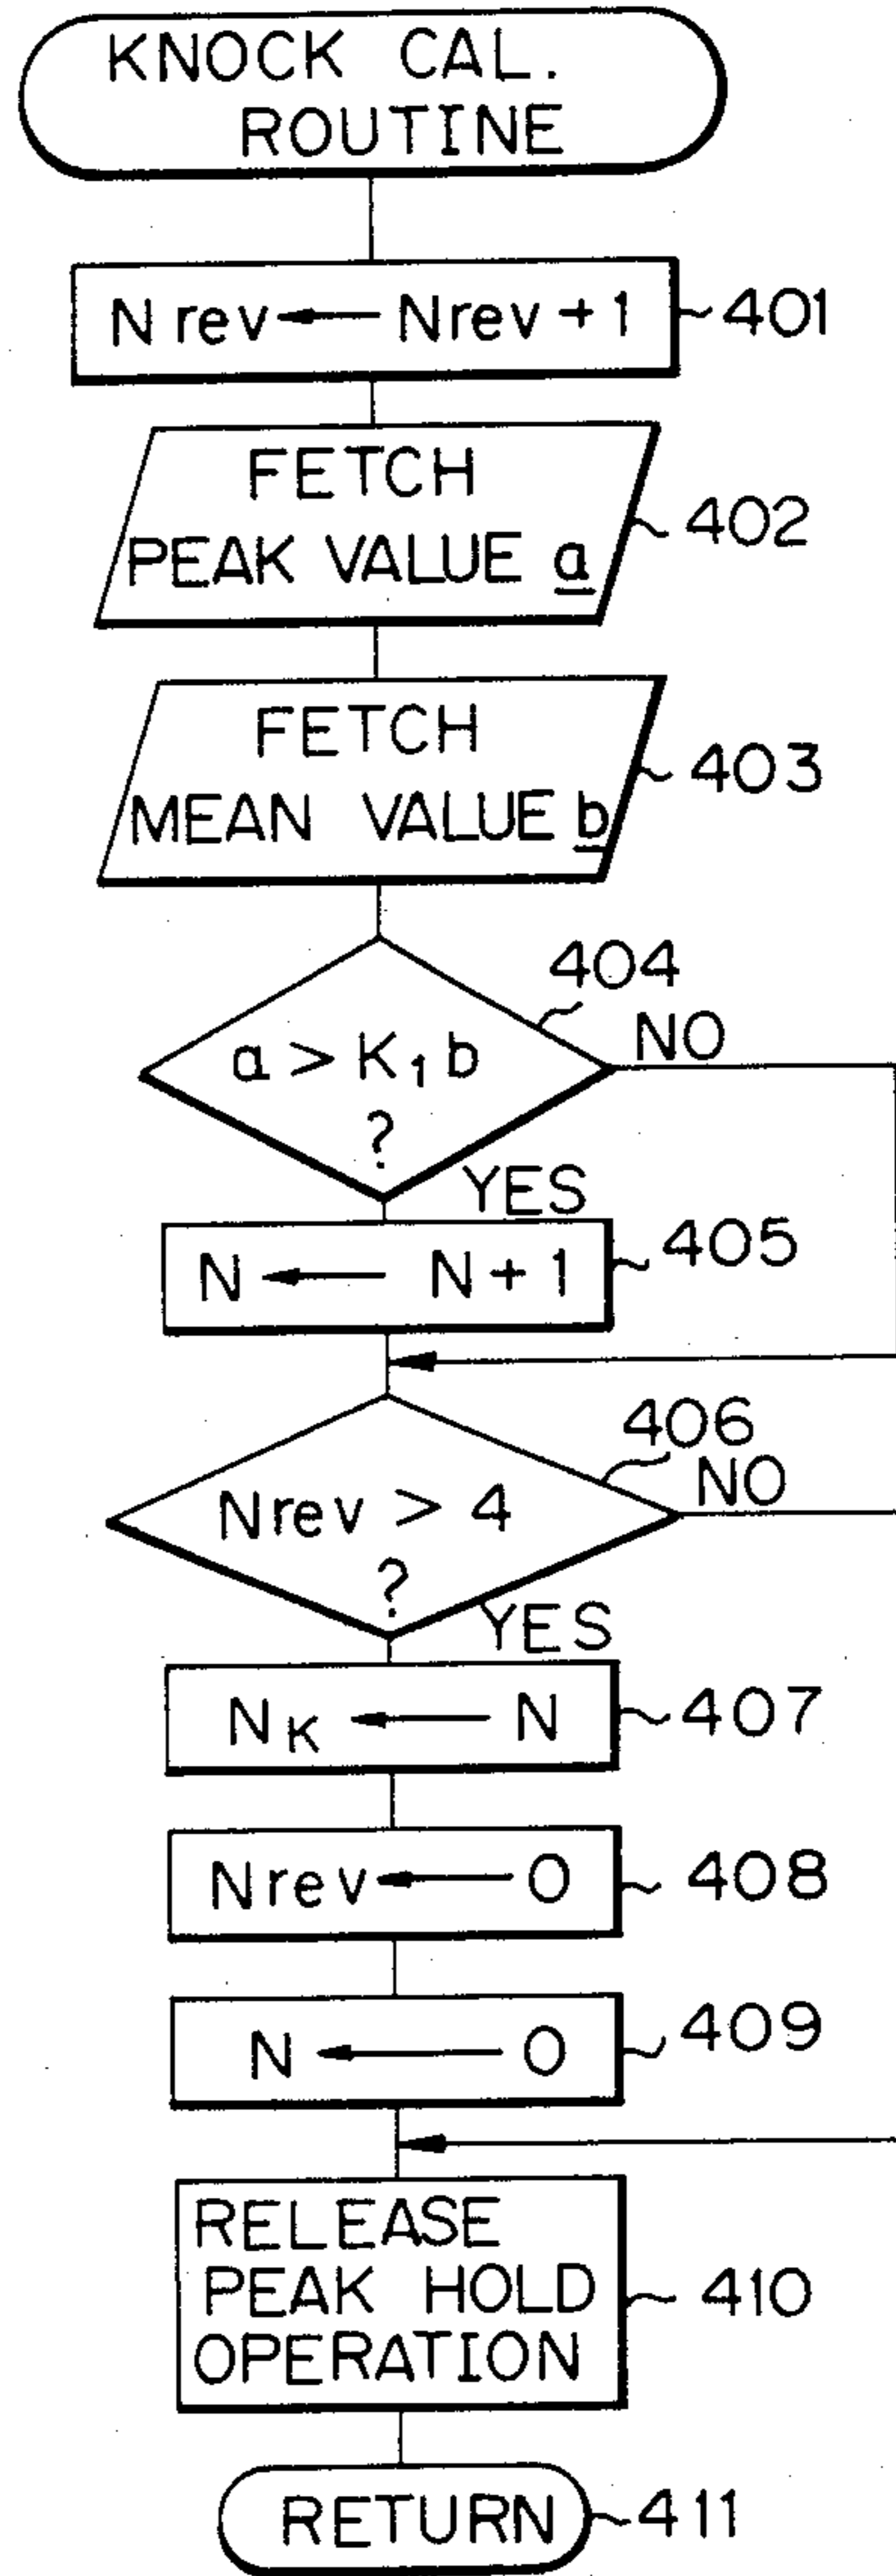 KNOCK CAL.
ROUTINE
Nrev ← Nrev + 1
401
FETCH
PEAK VALUE a
402
FETCH
MEAN VALUE b
403
404
a > K₁ b
?
NO
YES
N ← N + 1
405
406
Nrev > 4
?
NO
YES
N_K ← N
407
Nrev ← 0
408
N ← 0
409
RELEASE
PEAK HOLD
OPERATION
410
RETURN
411